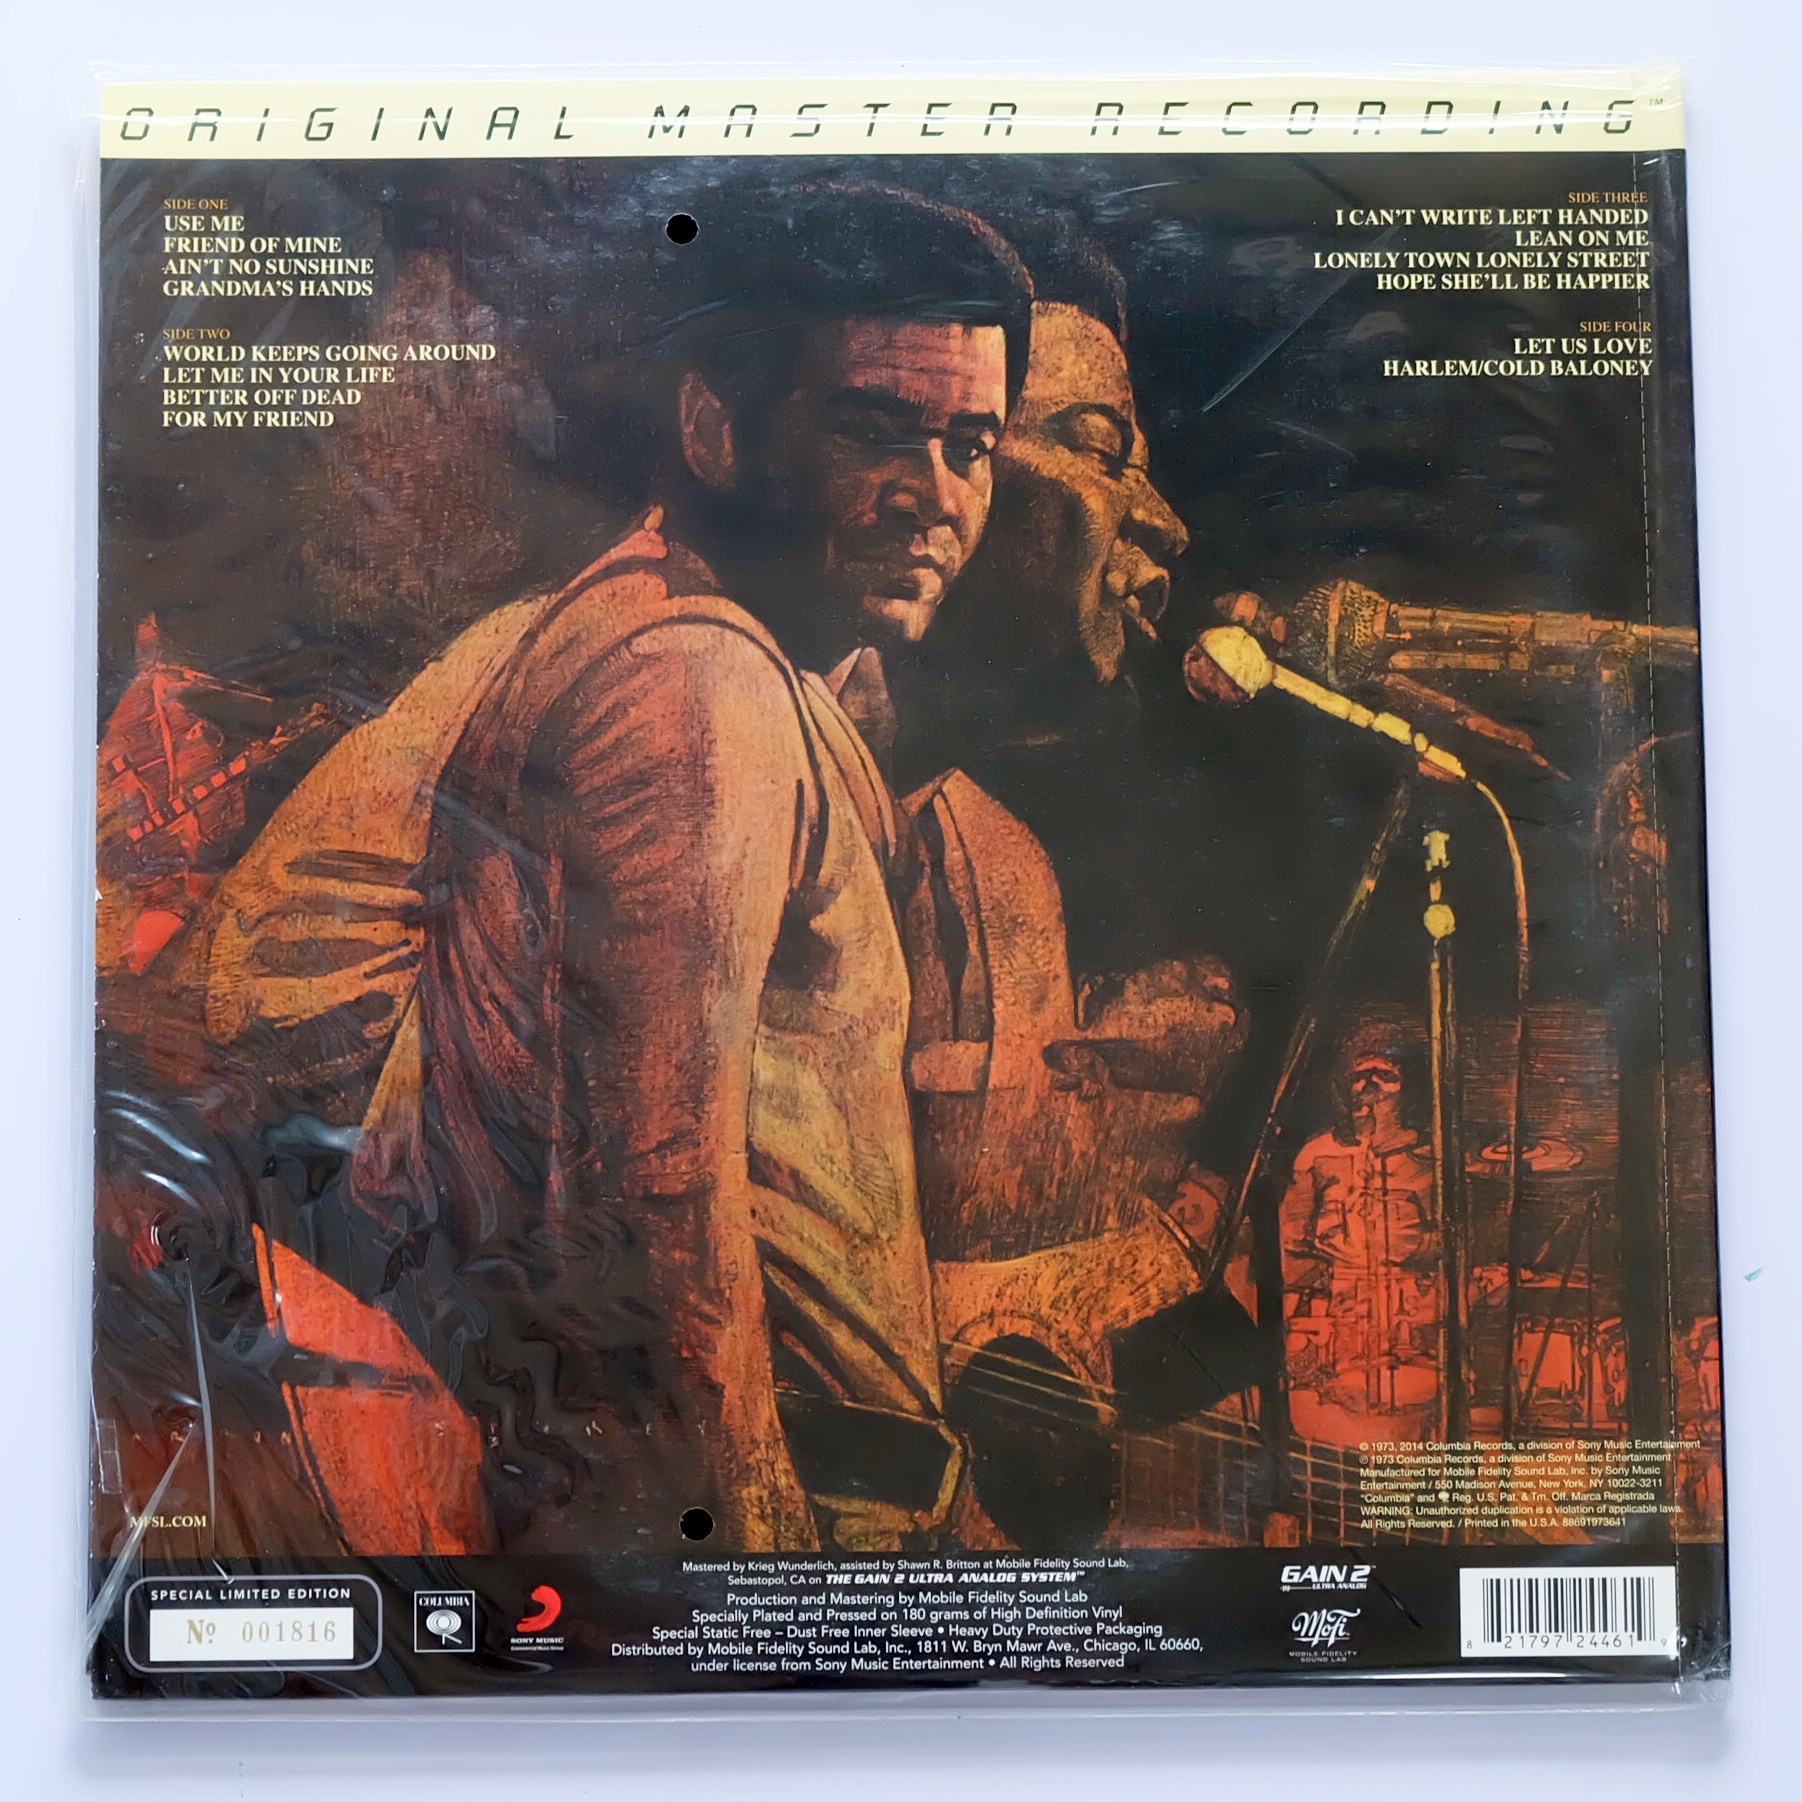 ORIGINAL MASTER RECORDING™
SIDE ONE
USE ME
FRIEND OF MINE
AIN'T NO SUNSHINE
GRANDMA'S HANDS
SIDE TWO
WORLD KEEPS GOING AROUND
LET ME IN YOUR LIFE
BETTER OFF DEAD
FOR MY FRIEND
SIDE THREE
I CAN'T WRITE LEFT HANDED
LEAN ON ME
LONELY TOWN LONELY STREET
HOPE SHE'LL BE HAPPIER
SIDE FOUR
LET US LOVE
HARLEM/COLD BALONEY
© 1973, 2014 Columbia Records, a division of Sony Music Entertainment
℗ 1973 Columbia Records, a division of Sony Music Entertainment
Manufactured for Mobile Fidelity Sound Lab, Inc. by Sony Music
Entertainment / 550 Madison Avenue, New York, NY 10022-3211
"Columbia" and Reg. U.S. Pat. & Tm. Off. Marca Registrada
WARNING: Unauthorized duplication is a violation of applicable laws.
All Rights Reserved. / Printed in the U.S.A. 88691973641
MFSL.COM
SPECIAL LIMITED EDITION
Nº 001816
COLUMBIA
SONY MUSIC
Mastered by Krieg Wunderlich, assisted by Shawn R. Britton at Mobile Fidelity Sound Lab,
Sebastopol, CA on THE GAIN 2 ULTRA ANALOG SYSTEM™
Production and Mastering by Mobile Fidelity Sound Lab
Specially Plated and Pressed on 180 grams of High Definition Vinyl
Special Static Free – Dust Free Inner Sleeve • Heavy Duty Protective Packaging
Distributed by Mobile Fidelity Sound Lab, Inc., 1811 W. Bryn Mawr Ave., Chicago, IL 60660,
under license from Sony Music Entertainment • All Rights Reserved
GAIN 2™
ULTRA ANALOG
MoFi
MOBILE FIDELITY
SOUND LAB
8 21797 24461 9